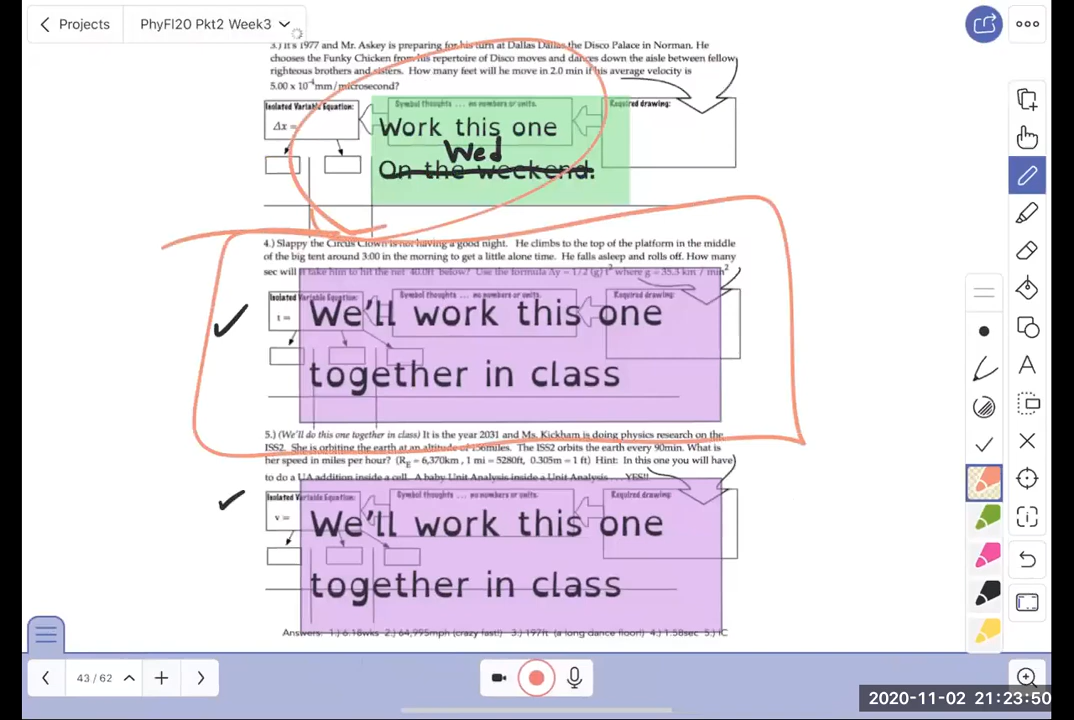 Projects
PhyFl20 Pkt2 Week3
3.) It's 1977 and Mr. Askey is preparing for his turn at Dallas Dallas the Disco Palace in Norman. He
chooses the Funky Chicken from his repertoire of Disco moves and dances down the aisle between fellow
righteous brothers and sisters. How many feet will he move in 2.0 min if his average velocity is
5.00 x 10⁻⁴mm/microsecond?
Isolated Variable Equation:
Symbol thoughts ... no numbers or units.
Required drawing:
Δx =
Work this one
Wed
On the weekend.
4.) Slappy the Circus Clown is not having a good night. He climbs to the top of the platform in the middle
of the big tent around 3:00 in the morning to get a little alone time. He falls asleep and rolls off. How many
sec will it take him to hit the net 40.0ft below? Use the formula Δy = 1/2 (g) t² where g = 35.3 km / min²
Isolated Variable Equation:
Symbol thoughts ... no numbers or units.
Required drawing:
t =
We'll work this one
together in class
5.) (We'll do this one together in class) It is the year 2031 and Ms. Kickham is doing physics research on the
ISS2. She is orbiting the earth at an altitude of miles. The ISS2 orbits the earth every 90min. What is
her speed in miles per hour? (R_E = 6,370km , 1 mi = 5280ft, 0.305m = 1 ft) Hint: In this one you will have
to do a UA addition inside a cell. A baby Unit Analysis inside a Unit Analysis ... YES!!
Isolated Variable Equation:
Symbol thoughts ... no numbers or units.
Required drawing:
v =
We'll work this one
together in class
Answers: 1.) 6.18wks 2.) 64,995mph (crazy fast!) 3.) 197ft (a long dance floor!) 4.) 1.58sec 5.) IC
43 / 62
2020-11-02 21:23:50